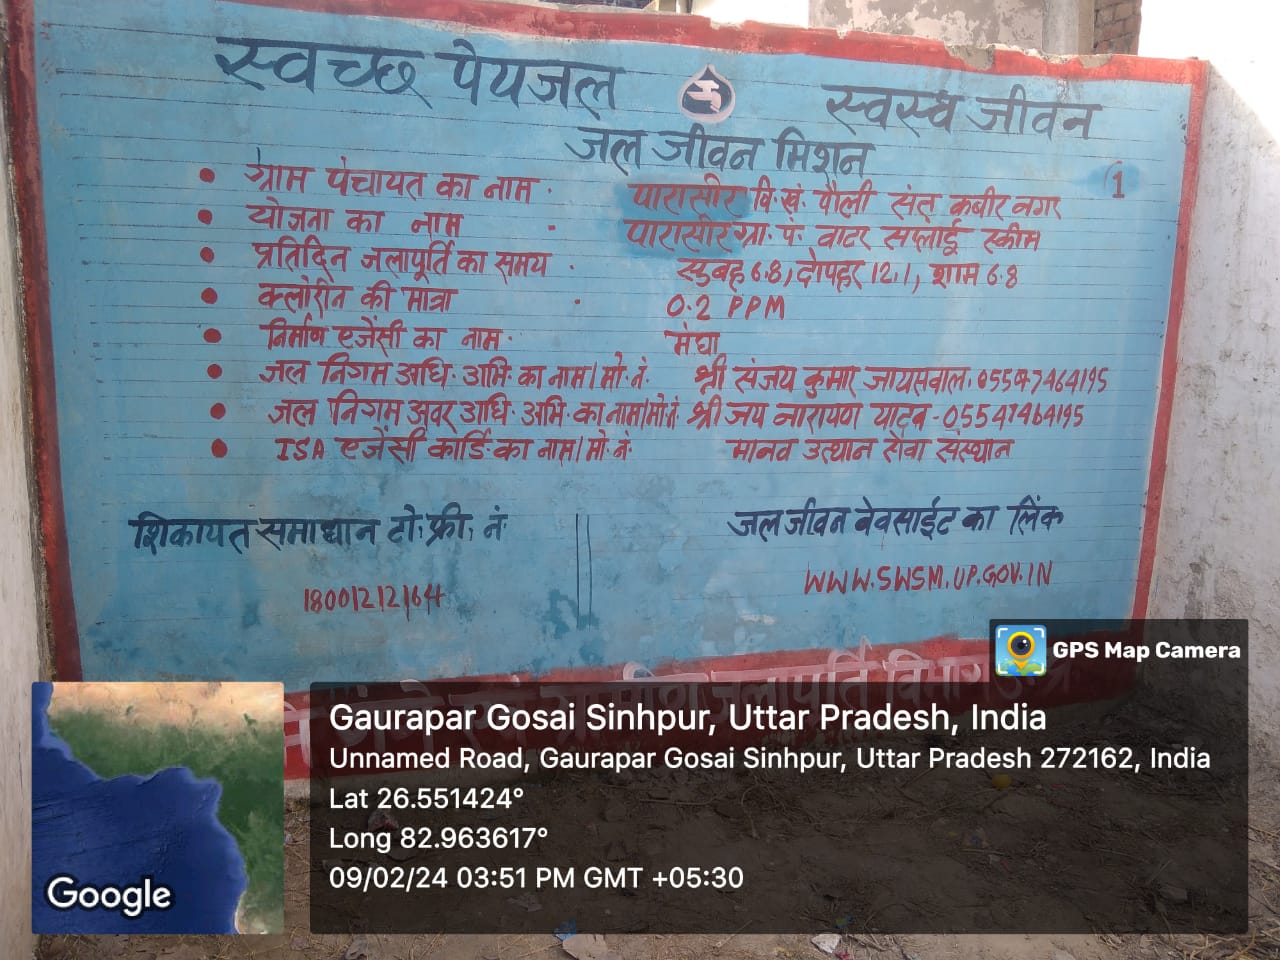 स्वच्छ पेयजल स्वस्थ जीवन
जल जीवन मिशन
1
• ग्राम पंचायत का नाम · पारासीर वि·खं· पौली संत कबीर नगर
• योजना का नाम · पारासीर ग्रा· पं· वाटर सप्लाई स्कीम
• प्रतिदिन जलापूर्ति का समय · सुबह 6.8, दोपहर 12.1, शाम 6.8
• क्लोरीन की मात्रा · 0.2 PPM
• निर्माण एजेंसी का नाम· मेघा
• जल निगम अधि· अभि· का नाम/मो·नं· श्री संजय कुमार जायसवाल·
• जल निगम अवर अधि· अभि· का नाम/मो·नं· श्री जय नारायण यादव - 05547464195
• ISA एजेंसी कार्डि· का नाम/मो·नं· मानव उत्थान सेवा संस्थान
शिकायत समाधान टो· फ्री· नं· || जल जीवन वेवसाईट का लिंक
18001212164 WWW.SWSM.UP.GOV.IN
जलापूर्ति विभाग
GPS Map Camera
Gaurapar Gosai Sinhpur, Uttar Pradesh, India
Unnamed Road, Gaurapar Gosai Sinhpur, Uttar Pradesh 272162, India
Lat 26.551424°
Long 82.963617°
09/02/24 03:51 PM GMT +05:30
Google